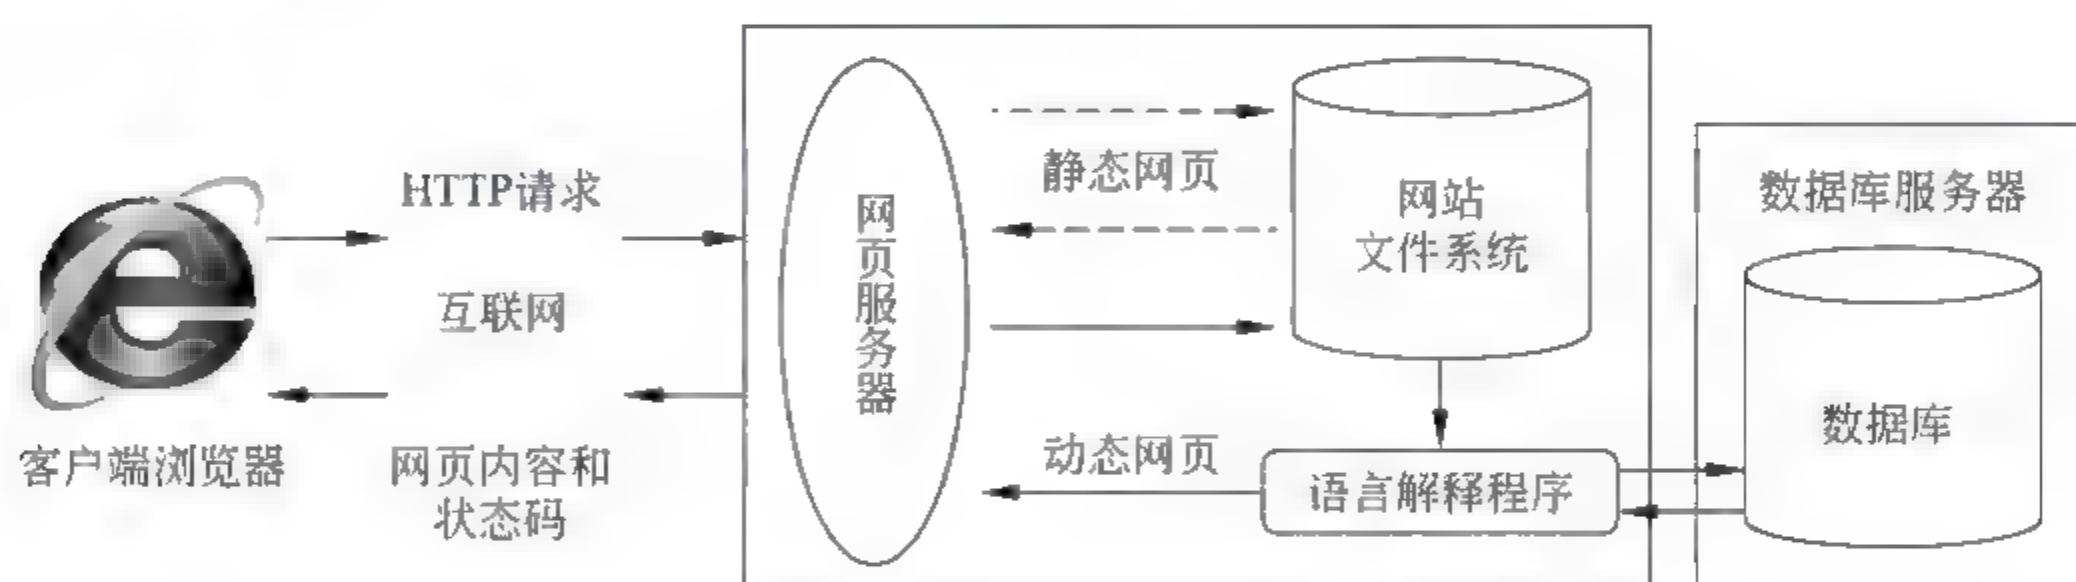 HTTP请求
互联网
客户端浏览器
网页内容和
状态码
网页服务器
静态网页
动态网页
网站
文件系统
语言解释程序
数据库服务器
数据库